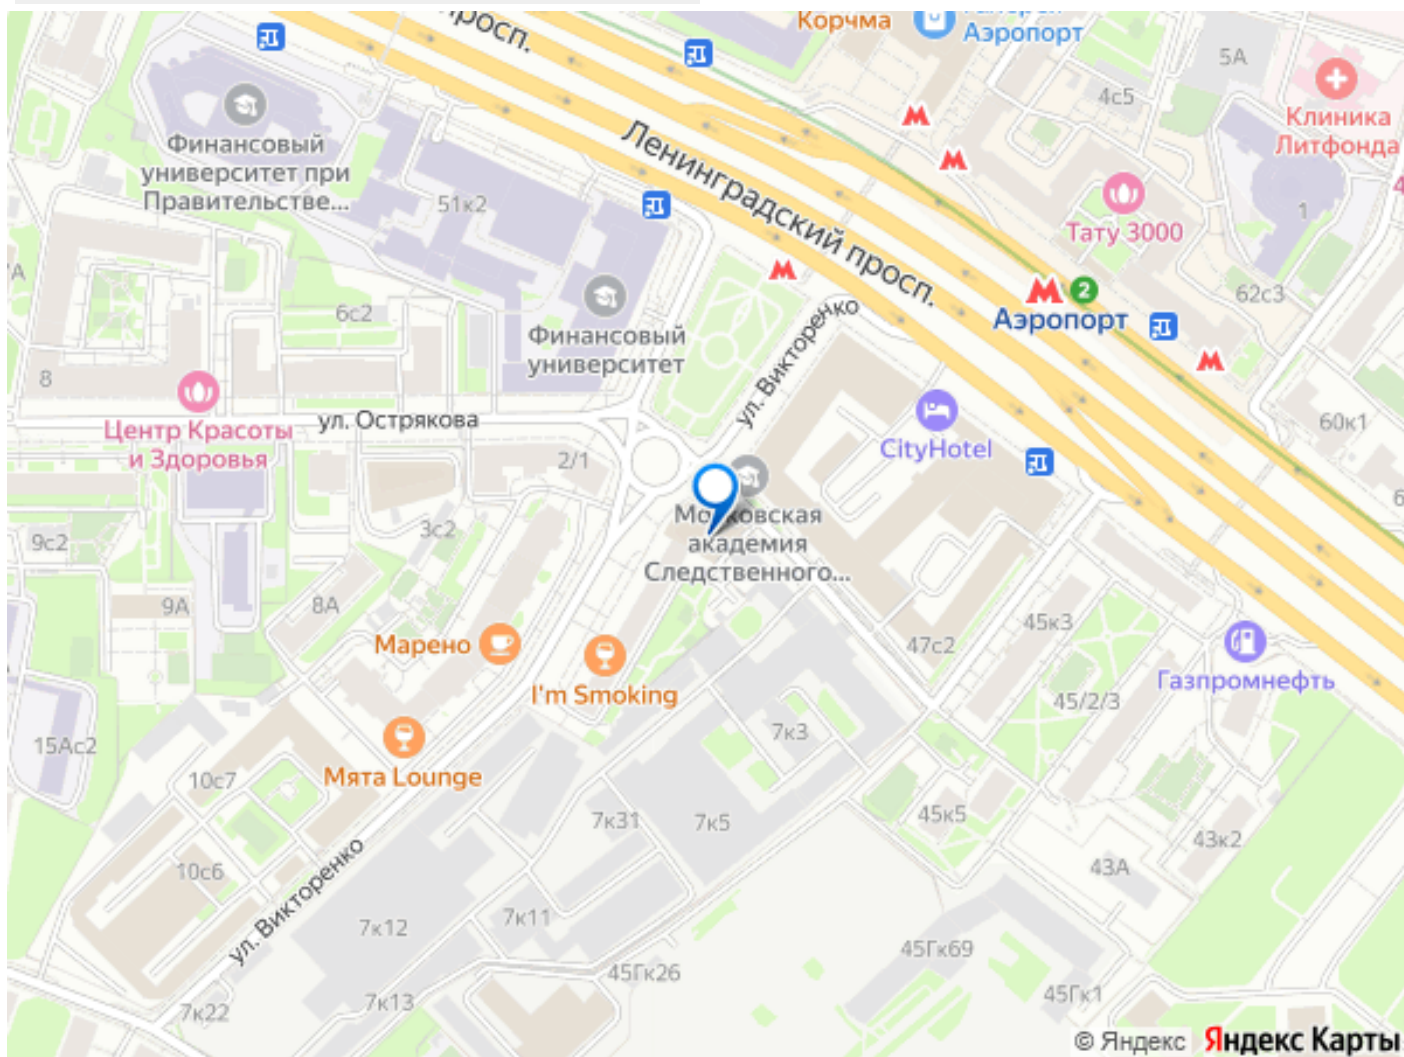 просп.
Корчма
Аэропорт
5А
4с5
Клиника
Литфонда
Финансовый
университет при
Правительстве...
51к2
Ленинградский просп.
Тату 3000
1
62с3
2
Аэропорт
6с2
Финансовый
университет
ул. Викторенко
8
Центр Красоты
и Здоровья
ул. Острякова
CityHotel
60к1
2/1
3с2
9с2
Московская
академия
Следственного...
9А
8А
Марено
I'm Smoking
47с2
45к3
Газпромнефть
45/2/3
15Ас2
10с7
Мята Lounge
7к3
7к31
7к5
45к5
43к2
43А
10с6
ул. Викторенко
7к12
7к11
45Гк69
45Гк26
45Гк1
7к22
7к13
© Яндекс Яндекс Карты